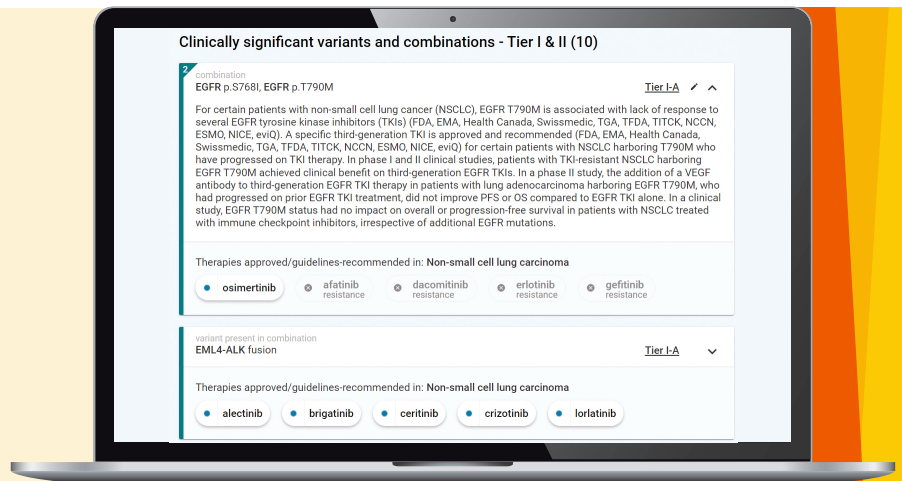 Clinically significant variants and combinations - Tier I & II (10)
2
combination
EGFR p.S768I, EGFR p.T790M
Tier I-A
For certain patients with non-small cell lung cancer (NSCLC), EGFR T790M is associated with lack of response to
several EGFR tyrosine kinase inhibitors (TKIs) (FDA, EMA, Health Canada, Swissmedic, TGA, TFDA, TITCK, NCCN,
ESMO, NICE, eviQ). A specific third-generation TKI is approved and recommended (FDA, EMA, Health Canada,
Swissmedic, TGA, TFDA, TITCK, NCCN, ESMO, NICE, eviQ) for certain patients with NSCLC harboring T790M who
have progressed on TKI therapy. In phase I and II clinical studies, patients with TKI-resistant NSCLC harboring
EGFR T790M achieved clinical benefit on third-generation EGFR TKIs. In a phase II study, the addition of a VEGF
antibody to third-generation EGFR TKI therapy in patients with lung adenocarcinoma harboring EGFR T790M, who
had progressed on prior EGFR TKI treatment, did not improve PFS or OS compared to EGFR TKI alone. In a clinical
study, EGFR T790M status had no impact on overall or progression-free survival in patients with NSCLC treated
with immune checkpoint inhibitors, irrespective of additional EGFR mutations.
Therapies approved/guidelines-recommended in: Non-small cell lung carcinoma
osimertinib
afatinib
resistance
dacomitinib
resistance
erlotinib
resistance
gefitinib
resistance
variant present in combination
EML4-ALK fusion
Tier I-A
Therapies approved/guidelines-recommended in: Non-small cell lung carcinoma
alectinib
brigatinib
ceritinib
crizotinib
lorlatinib